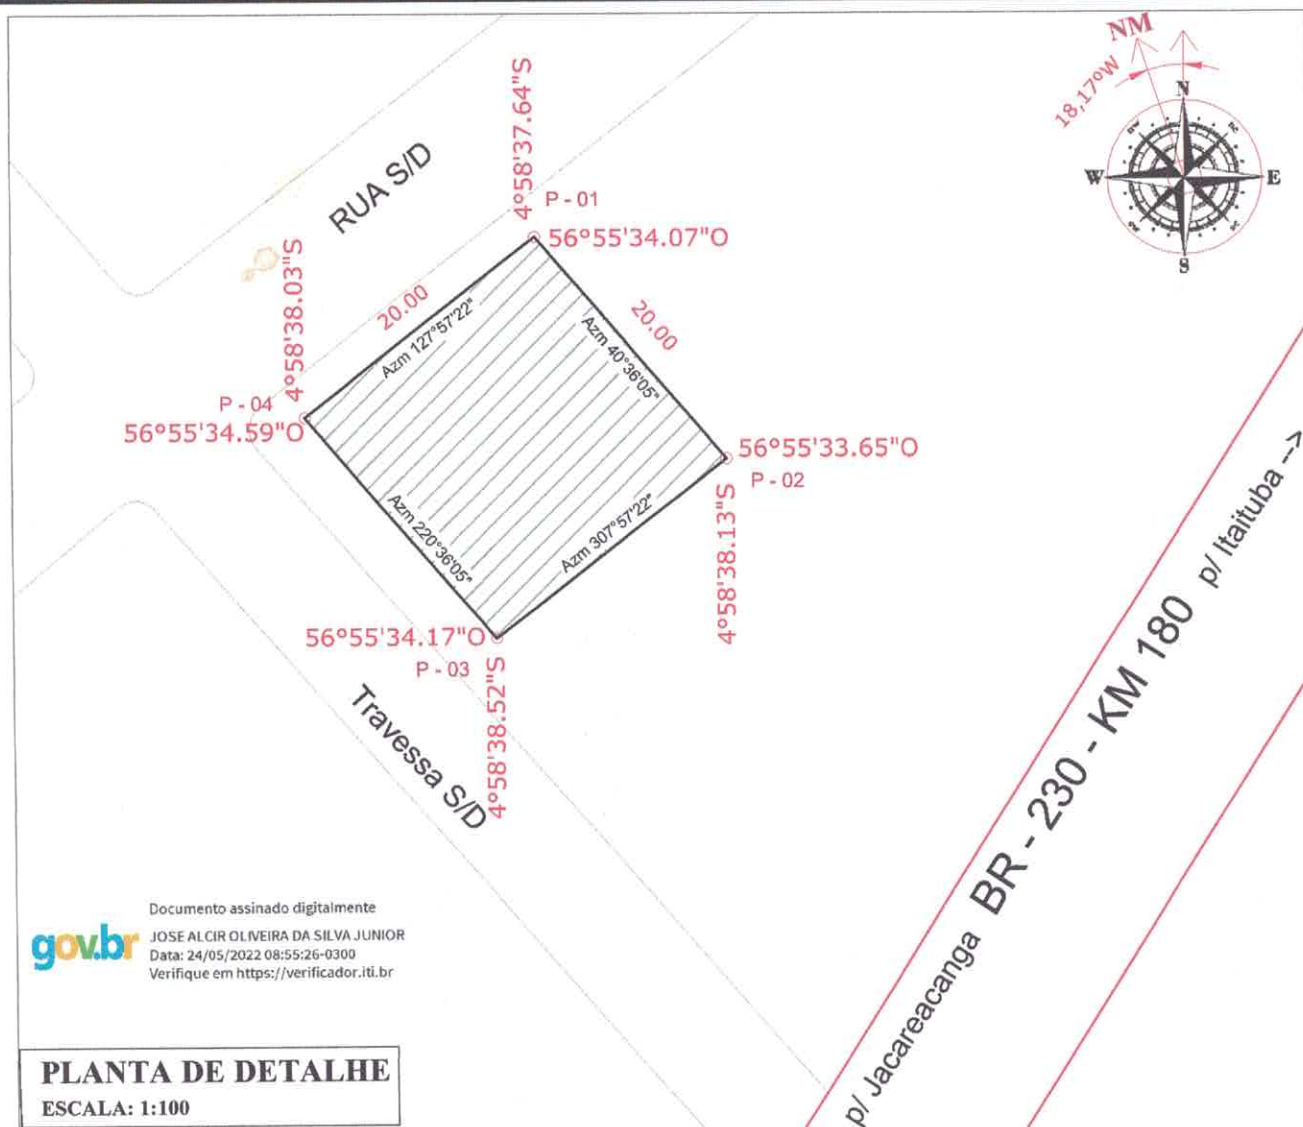 NM
18,17°W
N
W
E
S
RUA S/D
4°58'37.64"S
P - 01
56°55'34.07"O
4°58'38.03"S
20.00
Azm 127°57'22"
20.00
Azm 40°36'05"
P - 04
56°55'34.59"O
56°55'33.65"O
P - 02
4°58'38.13"S
Azm 220°36'05"
Azm 307°57'22"
56°55'34.17"O
P - 03
4°58'38.52"S
Travessa S/D
p/ Jacareacanga BR - 230 - KM 180 p/ Itaituba -->
Documento assinado digitalmente
gov.br
JOSE ALCIR OLIVEIRA DA SILVA JUNIOR
Data: 24/05/2022 08:55:26-0300
Verifique em https://verificador.iti.br
PLANTA DE DETALHE
ESCALA: 1:100